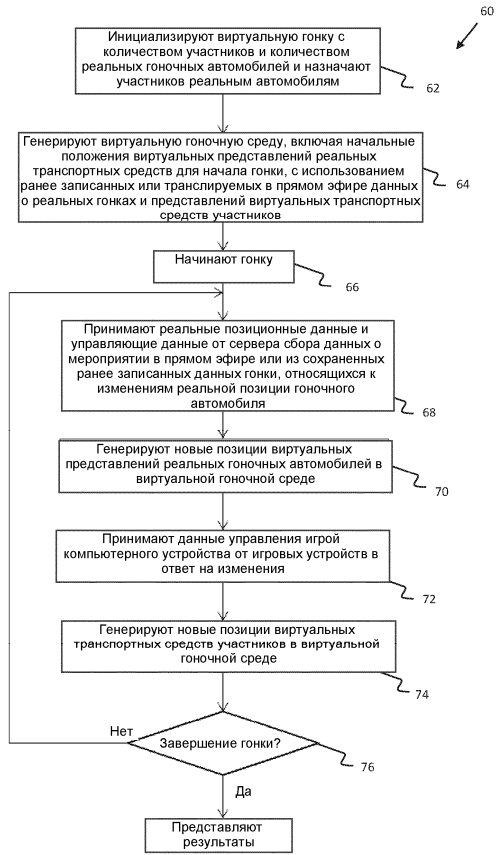 60
Инициализируют виртуальную гонку с
количеством участников и количеством
реальных гоночных автомобилей и назначают
участников реальным автомобилям
62
Генерируют виртуальную гоночную среду, включая начальные
положения виртуальных представлений реальных
транспортных средств для начала гонки, с использованием
ранее записанных или транслируемых в прямом эфире данных
о реальных гонках и представлений виртуальных транспортных
средств участников
64
Начинают гонку
66
Принимают реальные позиционные данные и
управляющие данные от сервера сбора данных о
мероприятии в прямом эфире или из сохраненных
ранее записанных данных гонки, относящихся к
изменениям реальной позиции гоночного
автомобиля
68
Генерируют новые позиции виртуальных
представлений реальных гоночных автомобилей в
виртуальной гоночной среде
70
Принимают данные управления игрой
компьютерного устройства от игровых устройств в
ответ на изменения
72
Генерируют новые позиции виртуальных
транспортных средств участников в виртуальной
гоночной среде
74
Нет
Завершение гонки?
76
Да
Представляют
результаты